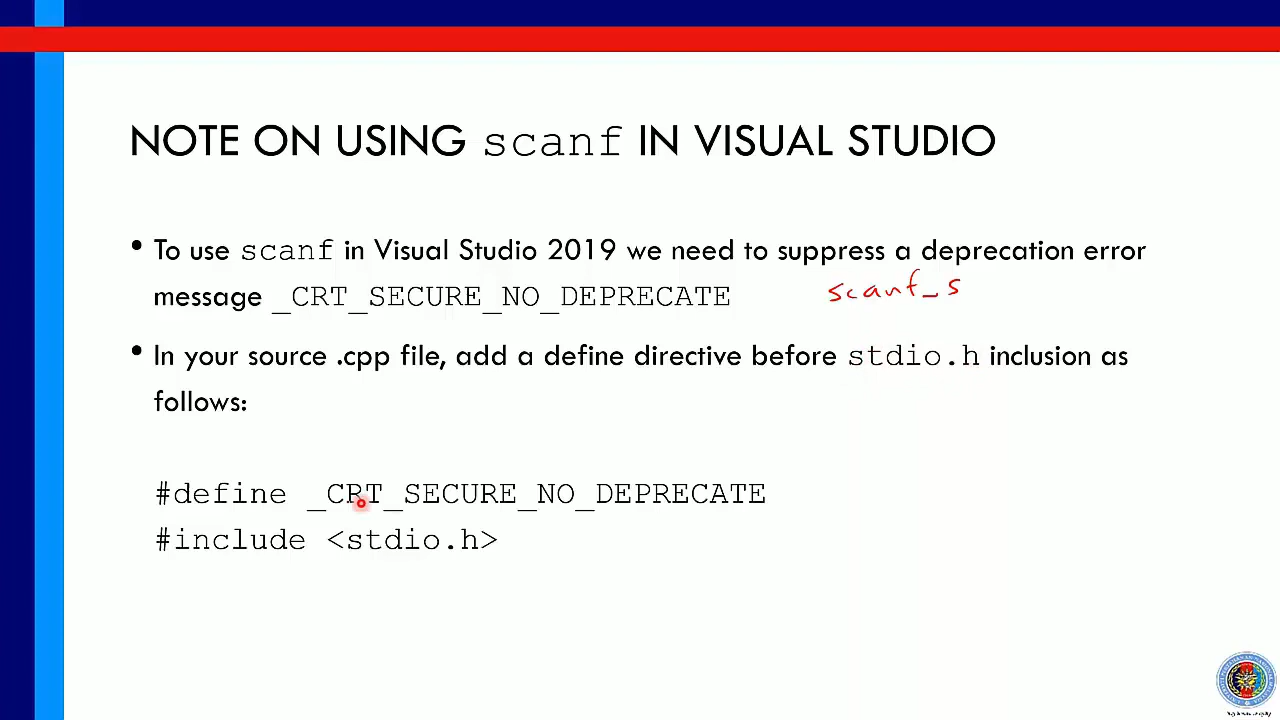 NOTE ON USING scanf IN VISUAL STUDIO
• To use scanf in Visual Studio 2019 we need to suppress a deprecation error
message _CRT_SECURE_NO_DEPRECATE
scanf_s
• In your source .cpp file, add a define directive before stdio.h inclusion as
follows:
#define _CRT_SECURE_NO_DEPRECATE
#include <stdio.h>